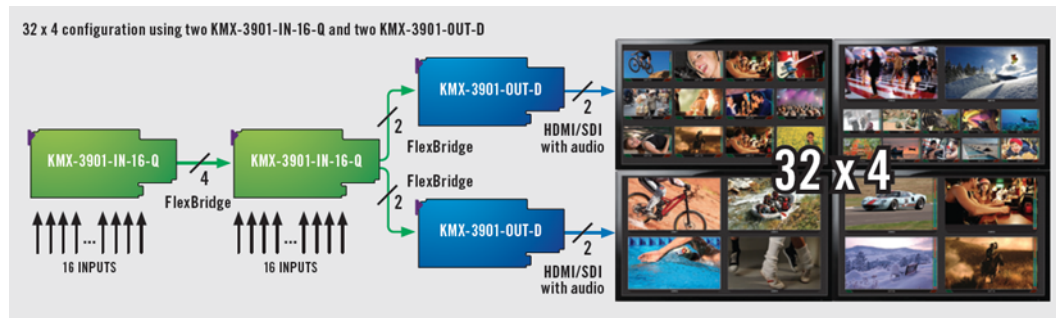 32 x 4 configuration using two KMX-3901-IN-16-Q and two KMX-3901-OUT-D
KMX-3901-IN-16-Q
4
FlexBridge
16 INPUTS
...
KMX-3901-IN-16-Q
16 INPUTS
...
2
FlexBridge
KMX-3901-OUT-D
2
HDMI/SDI
with audio
FlexBridge
2
KMX-3901-OUT-D
2
HDMI/SDI
with audio
32 x 4